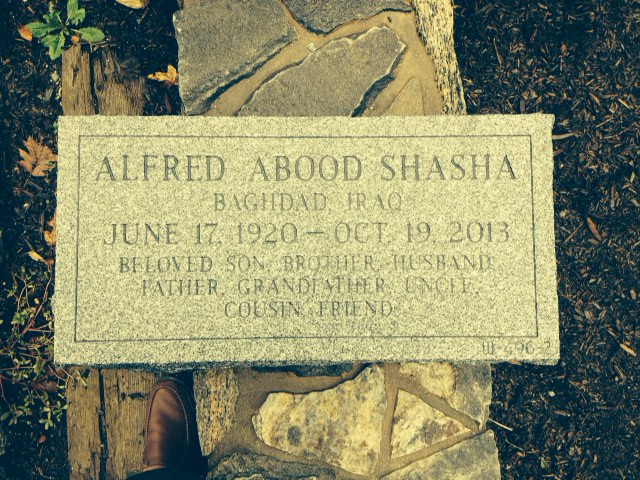 ALFRED ABOOD SHASHA
BAGHDAD IRAQ
JUNE 17, 1920 — OCT. 19, 2013
BELOVED SON, BROTHER, HUSBAND
FATHER, GRANDFATHER, UNCLE,
COUSIN, FRIEND
III-496-2